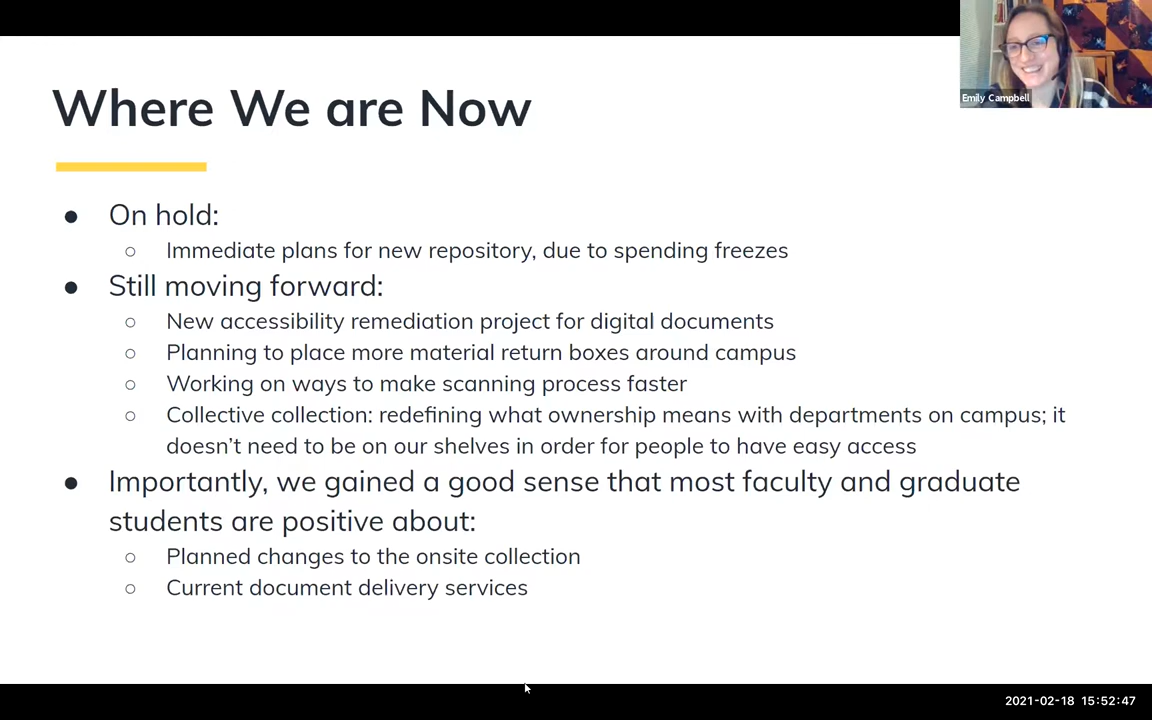 Where We are Now
Emily Campbell
● On hold:
○ Immediate plans for new repository, due to spending freezes
● Still moving forward:
○ New accessibility remediation project for digital documents
○ Planning to place more material return boxes around campus
○ Working on ways to make scanning process faster
○ Collective collection: redefining what ownership means with departments on campus; it
doesn’t need to be on our shelves in order for people to have easy access
● Importantly, we gained a good sense that most faculty and graduate
students are positive about:
○ Planned changes to the onsite collection
○ Current document delivery services
2021-02-18 15:52:47